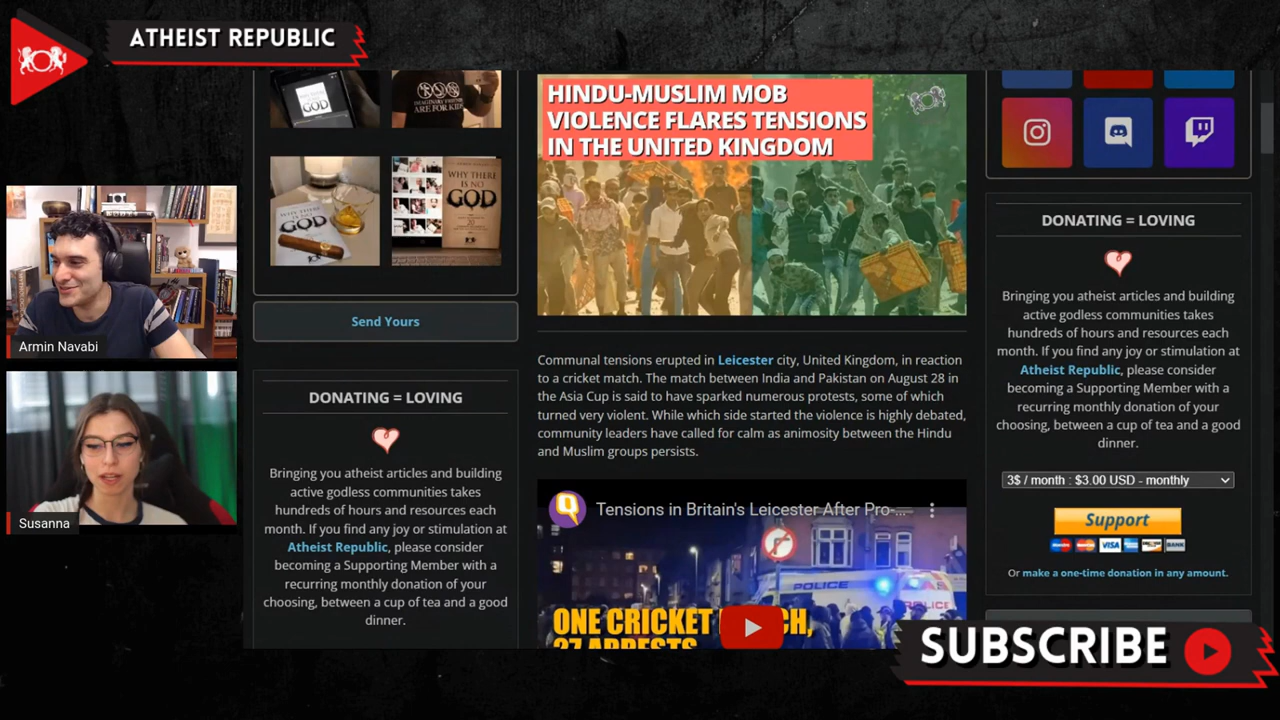 ATHEIST REPUBLIC
Armin Navabi
Susanna
GOD
WHY THERE
IS NO
GOD
Send Yours
DONATING = LOVING
Bringing you atheist articles and building
active godless communities takes
hundreds of hours and resources each
month. If you find any joy or stimulation at
Atheist Republic, please consider
becoming a Supporting Member with a
recurring monthly donation of your
choosing, between a cup of tea and a good
dinner.
HINDU-MUSLIM MOB
VIOLENCE FLARES TENSIONS
IN THE UNITED KINGDOM
Communal tensions erupted in Leicester city, United Kingdom, in reaction
to a cricket match. The match between India and Pakistan on August 28 in
the Asia Cup is said to have sparked numerous protests, some of which
turned very violent. While which side started the violence is highly debated,
community leaders have called for calm as animosity between the Hindu
and Muslim groups persists.
Tensions in Britain's Leicester After Pro-...
POLICE
ONE CRICKET
27 ARRESTS
DONATING = LOVING
Bringing you atheist articles and building
active godless communities takes
hundreds of hours and resources each
month. If you find any joy or stimulation at
Atheist Republic, please consider
becoming a Supporting Member with a
recurring monthly donation of your
choosing, between a cup of tea and a good
dinner.
3$ / month : $3.00 USD - monthly
Support
VISA
BANK
Or make a one-time donation in any amount.
SUBSCRIBE